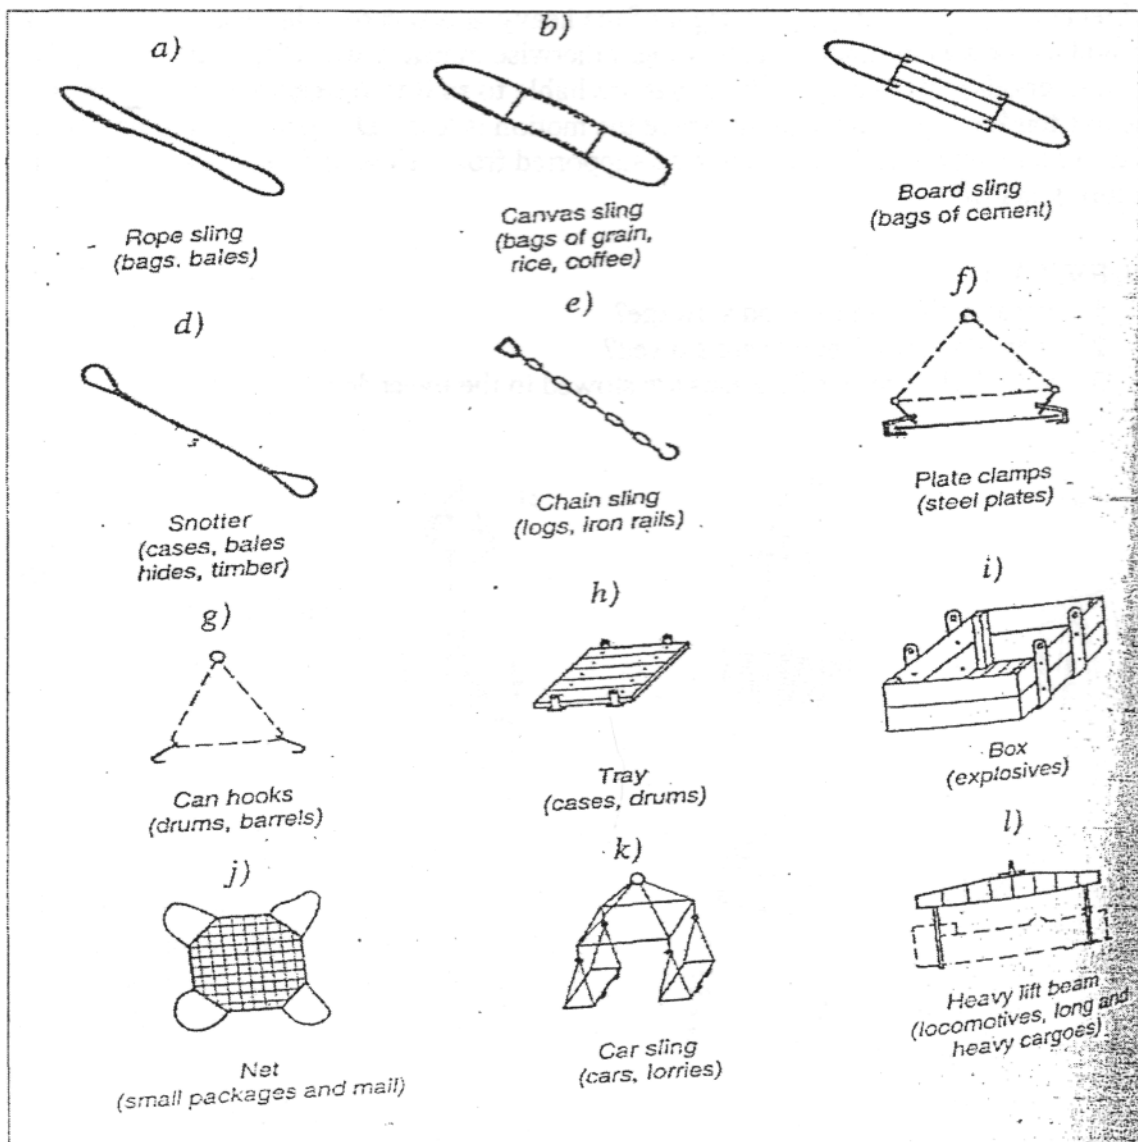 a)
Rope sling
(bags. bales)
b)
Canvas sling
(bags of grain,
rice, coffee)
Board sling
(bags of cement)
d)
Snotter
(cases, bales
hides, timber)
e)
Chain sling
(logs, iron rails)
f)
Plate clamps
(steel plates)
g)
Can hooks
(drums, barrels)
h)
Tray
(cases, drums)
i)
Box
(explosives)
j)
Net
(small packages and mail)
k)
Car sling
(cars, lorries)
l)
Heavy lift beam
(locomotives, long and
heavy cargoes)